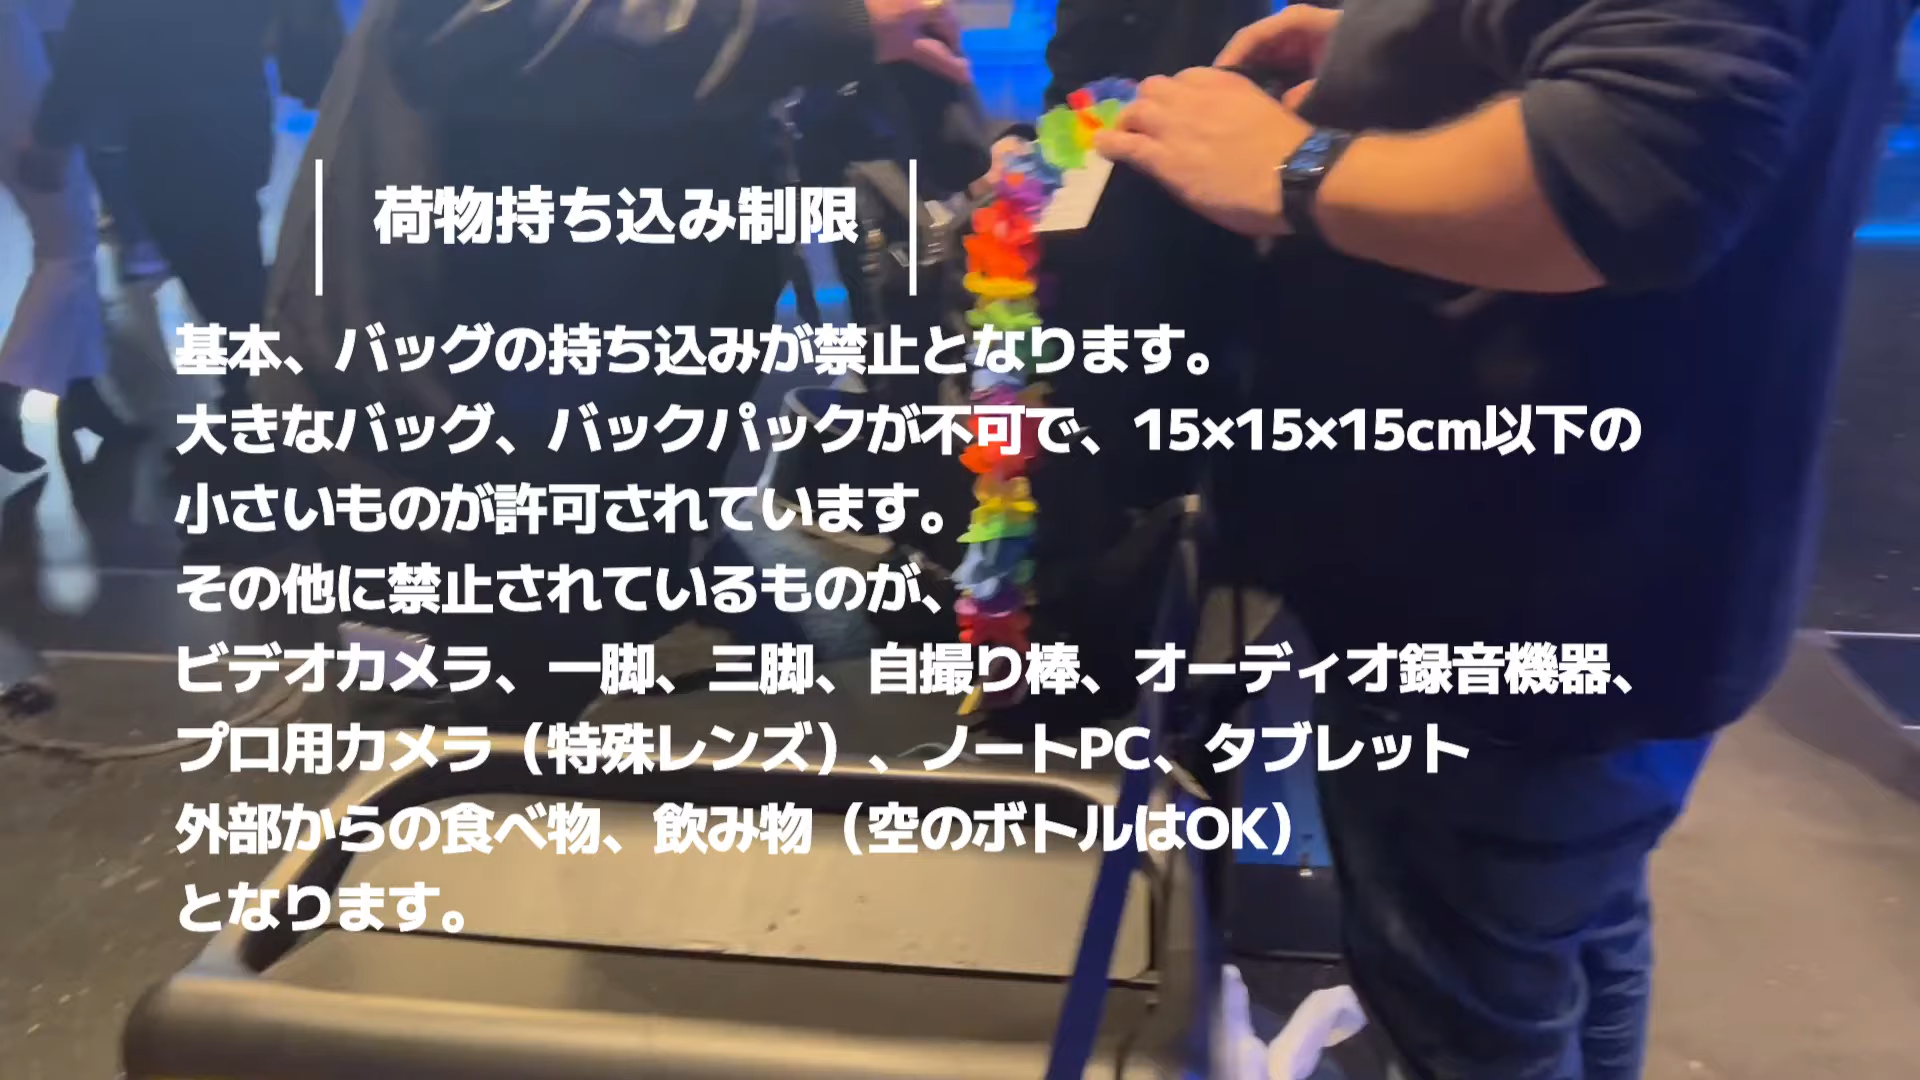 荷物持ち込み制限
基本、バッグの持ち込みが禁止となります。
大きなバッグ、バックパックが不可で、15×15×15cm以下の
小さいものが許可されています。
その他に禁止されているものが、
ビデオカメラ、一脚、三脚、自撮り棒、オーディオ録音機器、
プロ用カメラ（特殊レンズ）、ノートPC、タブレット
外部からの食べ物、飲み物（空のボトルはOK）
となります。